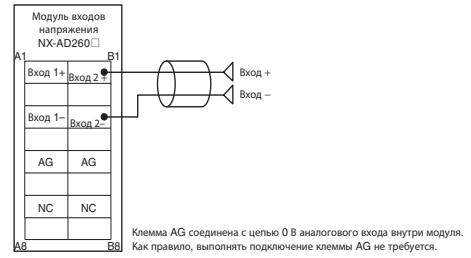 Модуль входов
напряжения
NX-AD260□
A1 B1
Вход 1+ Вход 2+
Вход +
Вход –
Вход 1– Вход 2–
AG AG
NC NC
A8 B8
Клемма AG соединена с цепью 0 В аналогового входа внутри модуля.
Как правило, выполнять подключение клеммы AG не требуется.